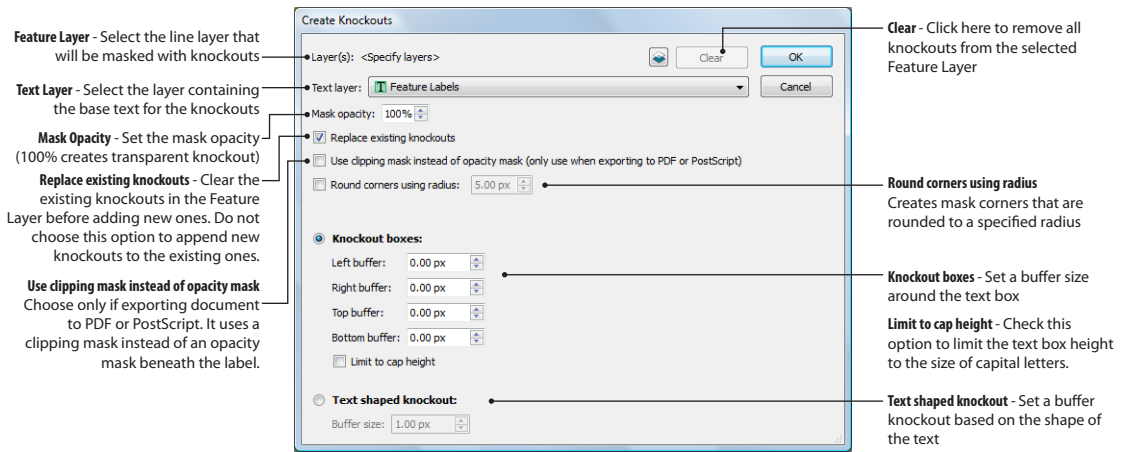 Feature Layer - Select the line layer that
will be masked with knockouts
Text Layer - Select the layer containing
the base text for the knockouts
Mask Opacity - Set the mask opacity
(100% creates transparent knockout)
Replace existing knockouts - Clear the
existing knockouts in the Feature
Layer before adding new ones. Do not
choose this option to append new
knockouts to the existing ones.
Use clipping mask instead of opacity mask
Choose only if exporting document
to PDF or PostScript. It uses a
clipping mask instead of an opacity
mask beneath the label.
Create Knockouts
Layer(s): <Specify layers>
Clear
OK
Text layer: T Feature Labels
Cancel
Mask opacity: 100%
Replace existing knockouts
Use clipping mask instead of opacity mask (only use when exporting to PDF or PostScript)
Round corners using radius: 5.00 px
Knockout boxes:
Left buffer: 0.00 px
Right buffer: 0.00 px
Top buffer: 0.00 px
Bottom buffer: 0.00 px
Limit to cap height
Text shaped knockout:
Buffer size: 1.00 px
Clear - Click here to remove all
knockouts from the selected
Feature Layer
Round corners using radius
Creates mask corners that are
rounded to a specified radius
Knockout boxes - Set a buffer size
around the text box
Limit to cap height - Check this
option to limit the text box height
to the size of capital letters.
Text shaped knockout - Set a buffer
knockout based on the shape of
the text